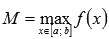 M = max f(x)
x∈[a; b]